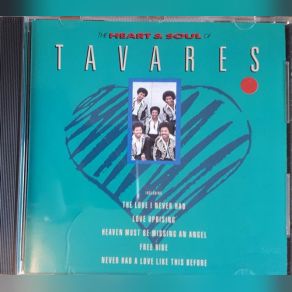 THE HEART & SOUL OF
TAVARES
INCLUDING
THE LOVE I NEVER HAD
LOVE UPRISING
HEAVEN MUST BE MISSING AN ANGEL
FREE RIDE
NEVER HAD A LOVE LIKE THIS BEFORE